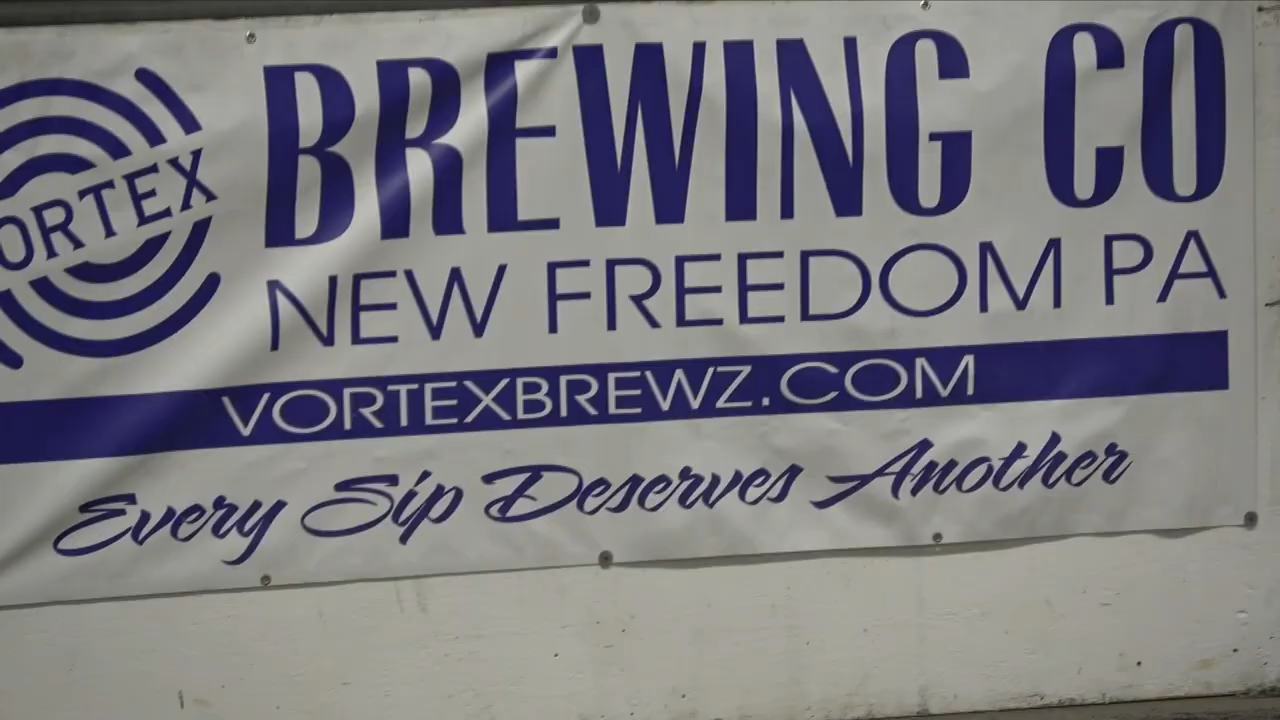 ORTEX
BREWING CO
NEW FREEDOM PA
VORTEXBREWZ.COM
Every Sip Deserves Another